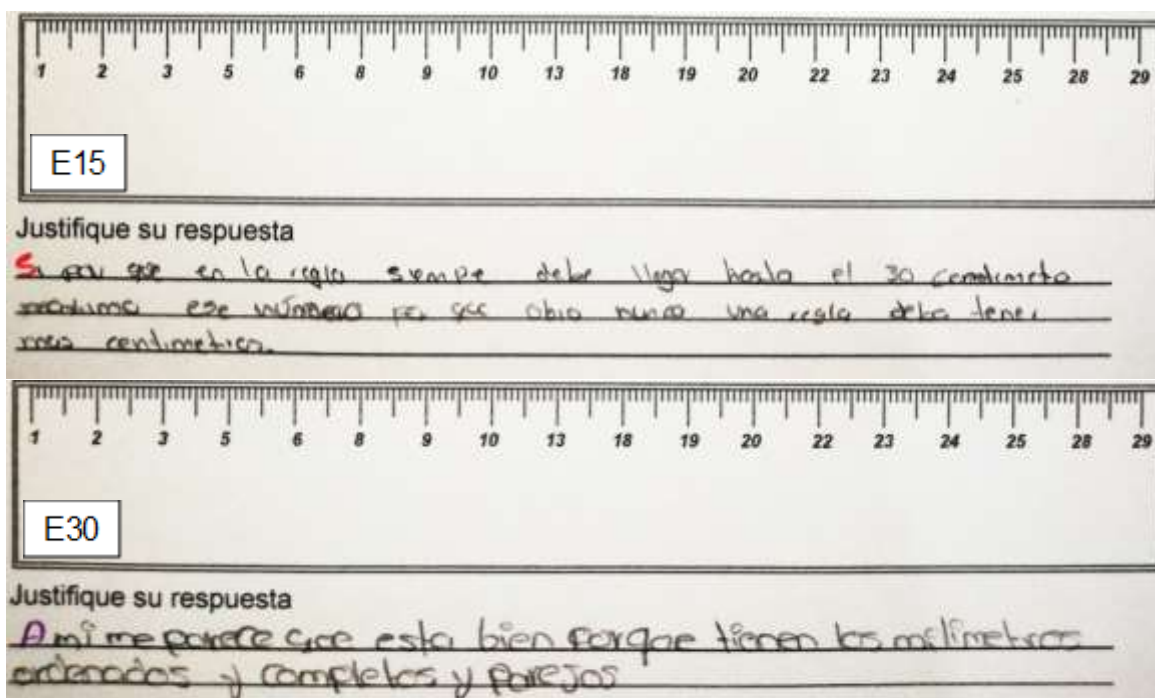 1 2 3 5 6 8 9 10 13 18 19 20 22 23 24 25 28 29
E15
Justifique su respuesta
Si por que en la regla siempe debe llegar hasta el 30 centimeto
ese número por que obio nunca una regla debe tener
mas centimetros.
1 2 3 5 6 8 9 10 13 18 19 20 22 23 24 25 28 29
E30
Justifique su respuesta
A mi me parece que esta bien porque tienen los milimetros
ordenados y completos y parejos